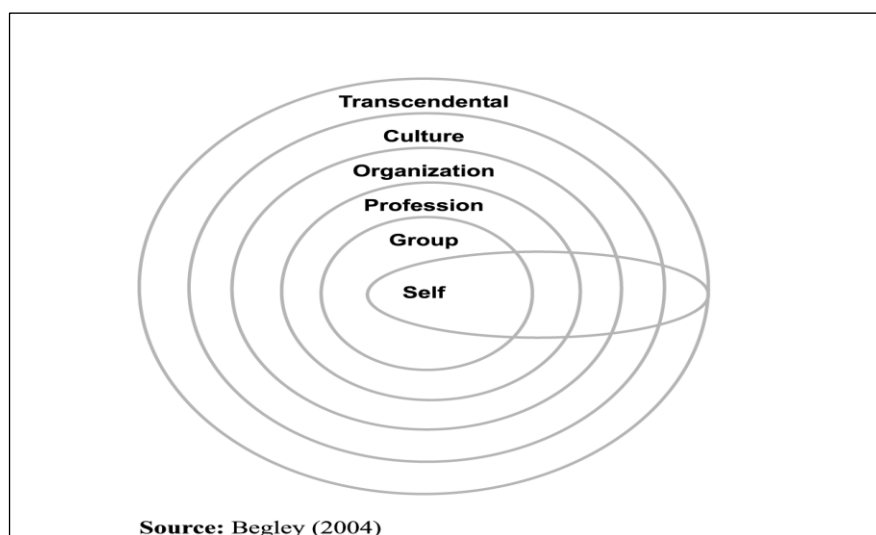 Transcendental
Culture
Organization
Profession
Group
Self
Source: Begley (2004)